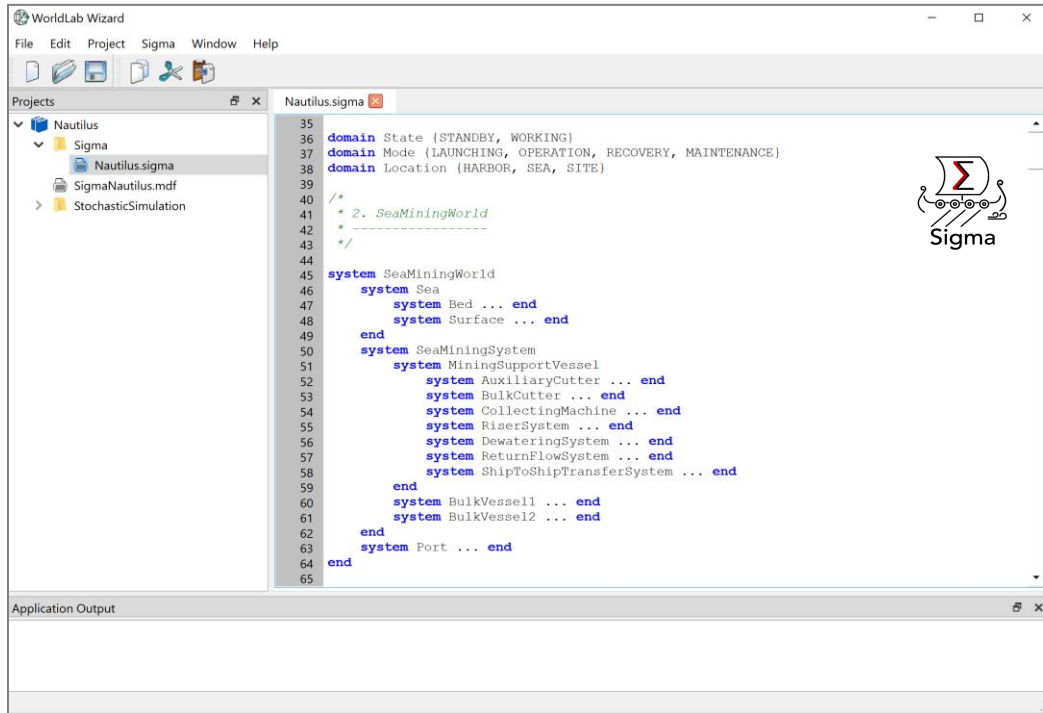 WorldLab Wizard
File Edit Project Sigma Window Help
Projects
Nautilus
Sigma
Nautilus.sigma
SigmaNautilus.mdf
StochasticSimulation
Nautilus.sigma
35
36 domain State {STANDBY, WORKING}
37 domain Mode {LAUNCHING, OPERATION, RECOVERY, MAINTENANCE}
38 domain Location {HARBOR, SEA, SITE}
39
40 /*
41  * 2. SeaMiningWorld
42  * -----------------
43  */
44
45 system SeaMiningWorld
46     system Sea
47         system Bed ... end
48         system Surface ... end
49     end
50     system SeaMiningSystem
51         system MiningSupportVessel
52             system AuxiliaryCutter ... end
53             system BulkCutter ... end
54             system CollectingMachine ... end
55             system RiserSystem ... end
56             system DewateringSystem ... end
57             system ReturnFlowSystem ... end
58             system ShipToShipTransferSystem ... end
59         end
60         system BulkVessel1 ... end
61         system BulkVessel2 ... end
62     end
63     system Port ... end
64 end
65
Σ
Sigma
Application Output